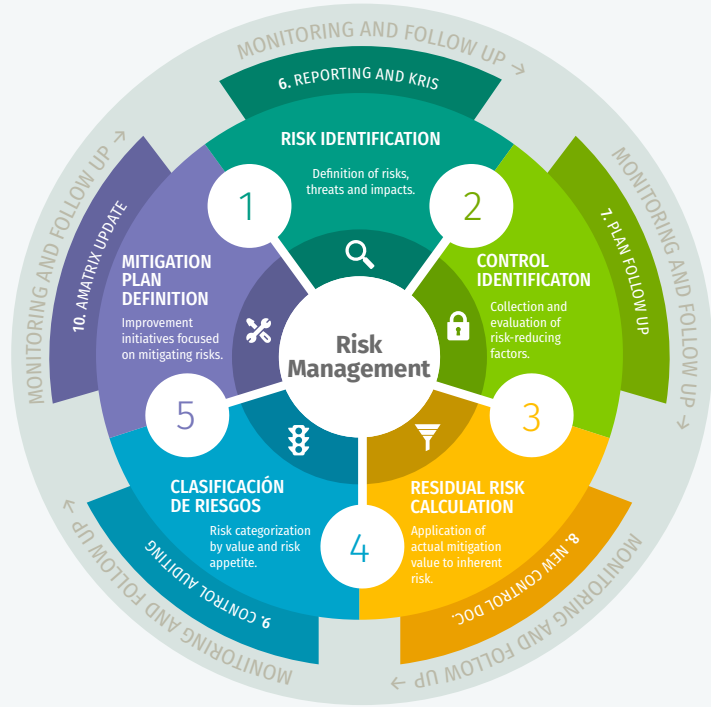 MONITORING AND FOLLOW UP →
6. REPORTING AND KRIS
RISK IDENTIFICATION
Definition of risks,
threats and impacts.
1
2
MONITORING AND FOLLOW UP →
7. PLAN FOLLOW UP
CONTROL
IDENTIFICATON
Collection and
evaluation of
risk-reducing
factors.
3
MONITORING AND FOLLOW UP →
8. NEW CONTROL DOC.
RESIDUAL RISK
CALCULATION
Application of
actual mitigation
value to inherent
risk.
4
MONITORING AND FOLLOW UP →
9. CONTROL AUDITING
CLASIFICACIÓN
DE RIESGOS
Risk categorization
by value and risk
appetite.
5
MONITORING AND FOLLOW UP →
10. AMATRIX UPDATE
MITIGATION
PLAN
DEFINITION
Improvement
initiatives focused
on mitigating risks.
Risk
Management